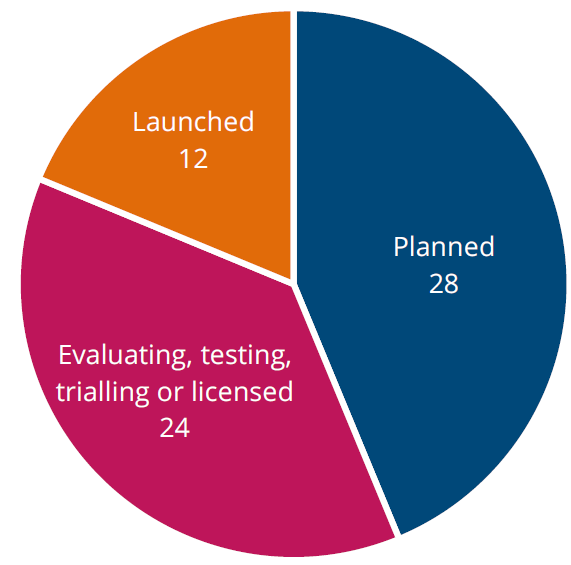 Launched
12
Planned
28
Evaluating, testing,
trialling or licensed
24